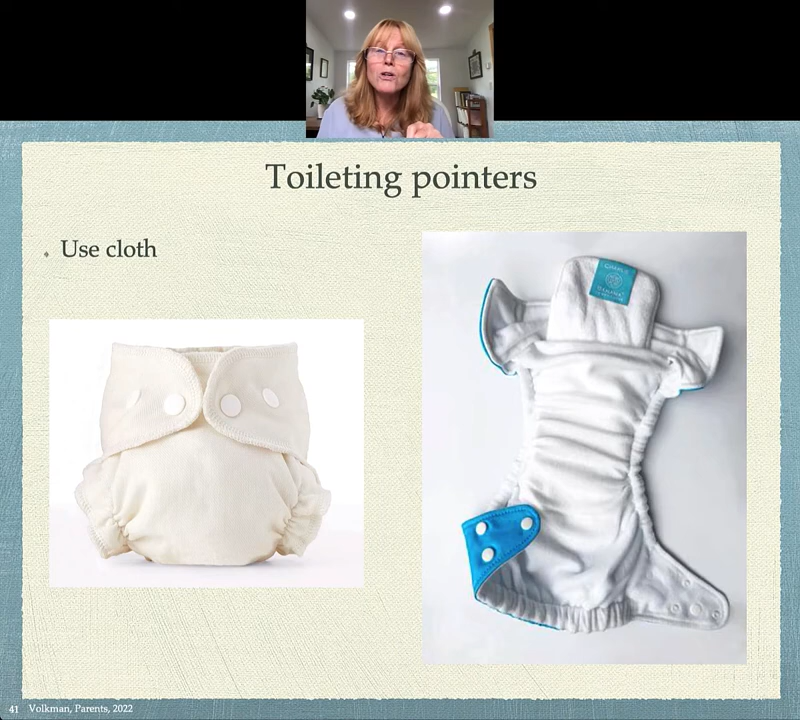 Toileting pointers
Use cloth
41 Volkman, Parents, 2022